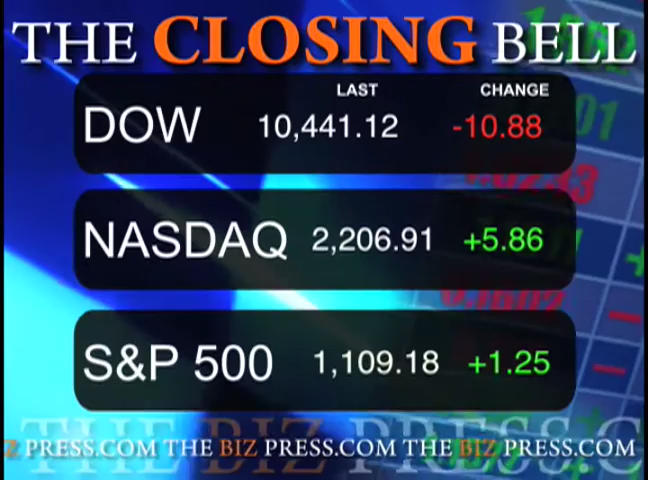 THE CLOSING BELL
LAST CHANGE
DOW 10,441.12 -10.88
NASDAQ 2,206.91 +5.86
S&P 500 1,109.18 +1.25
THE BIZ PRESS.C
Z PRESS.COM THE BIZ PRESS.COM THE BIZ PRESS.COM